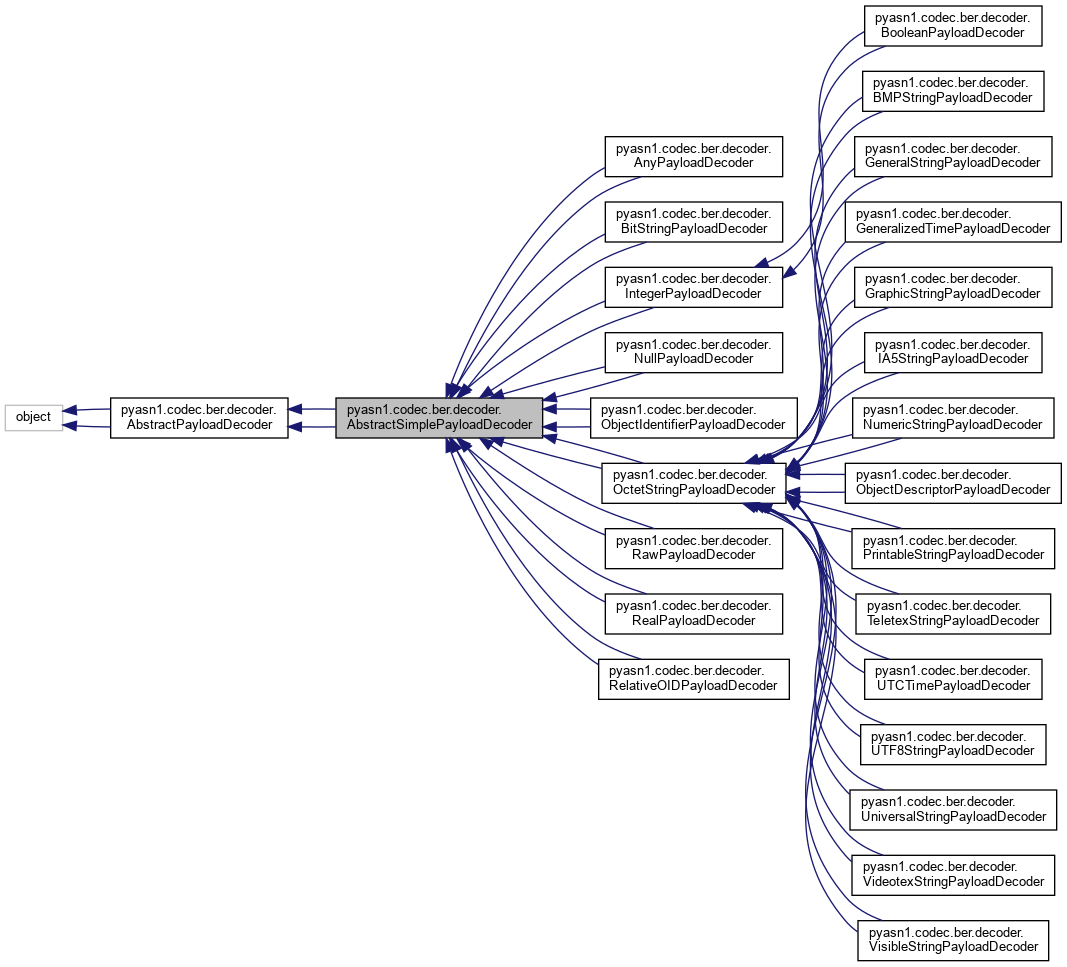 object
pyasn1.codec.ber.decoder.
AbstractPayloadDecoder
pyasn1.codec.ber.decoder.
AbstractSimplePayloadDecoder
pyasn1.codec.ber.decoder.
AnyPayloadDecoder
pyasn1.codec.ber.decoder.
BitStringPayloadDecoder
pyasn1.codec.ber.decoder.
IntegerPayloadDecoder
pyasn1.codec.ber.decoder.
NullPayloadDecoder
pyasn1.codec.ber.decoder.
ObjectIdentifierPayloadDecoder
pyasn1.codec.ber.decoder.
OctetStringPayloadDecoder
pyasn1.codec.ber.decoder.
RawPayloadDecoder
pyasn1.codec.ber.decoder.
RealPayloadDecoder
pyasn1.codec.ber.decoder.
RelativeOIDPayloadDecoder
pyasn1.codec.ber.decoder.
BooleanPayloadDecoder
pyasn1.codec.ber.decoder.
BMPStringPayloadDecoder
pyasn1.codec.ber.decoder.
GeneralStringPayloadDecoder
pyasn1.codec.ber.decoder.
GeneralizedTimePayloadDecoder
pyasn1.codec.ber.decoder.
GraphicStringPayloadDecoder
pyasn1.codec.ber.decoder.
IA5StringPayloadDecoder
pyasn1.codec.ber.decoder.
NumericStringPayloadDecoder
pyasn1.codec.ber.decoder.
ObjectDescriptorPayloadDecoder
pyasn1.codec.ber.decoder.
PrintableStringPayloadDecoder
pyasn1.codec.ber.decoder.
TeletexStringPayloadDecoder
pyasn1.codec.ber.decoder.
UTCTimePayloadDecoder
pyasn1.codec.ber.decoder.
UTF8StringPayloadDecoder
pyasn1.codec.ber.decoder.
UniversalStringPayloadDecoder
pyasn1.codec.ber.decoder.
VideotexStringPayloadDecoder
pyasn1.codec.ber.decoder.
VisibleStringPayloadDecoder